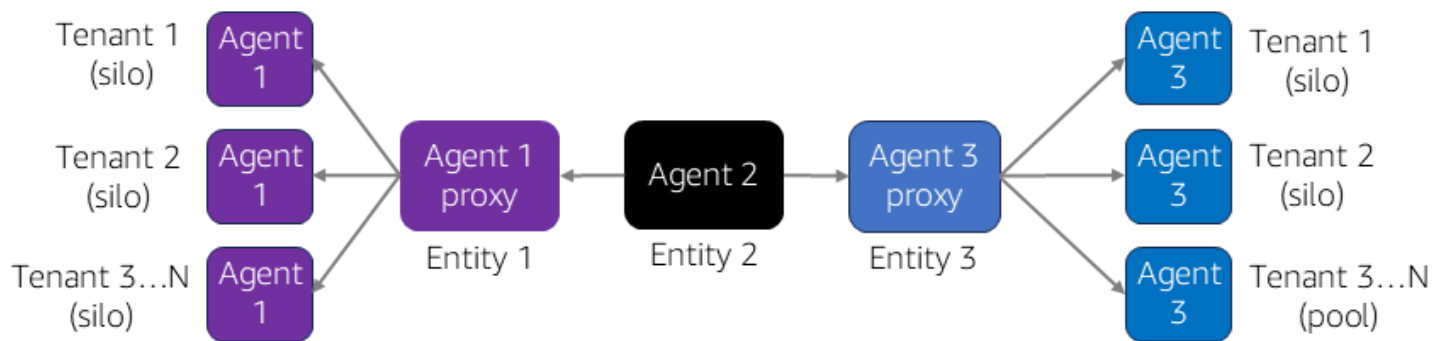 Tenant 1
(silo)
Agent
1
Tenant 2
(silo)
Agent
1
Tenant 3...N
(silo)
Agent
1
Agent 1
proxy
Entity 1
Agent 2
Entity 2
Agent 3
proxy
Entity 3
Agent
3
Tenant 1
(silo)
Agent
3
Tenant 2
(silo)
Agent
3
Tenant 3...N
(pool)